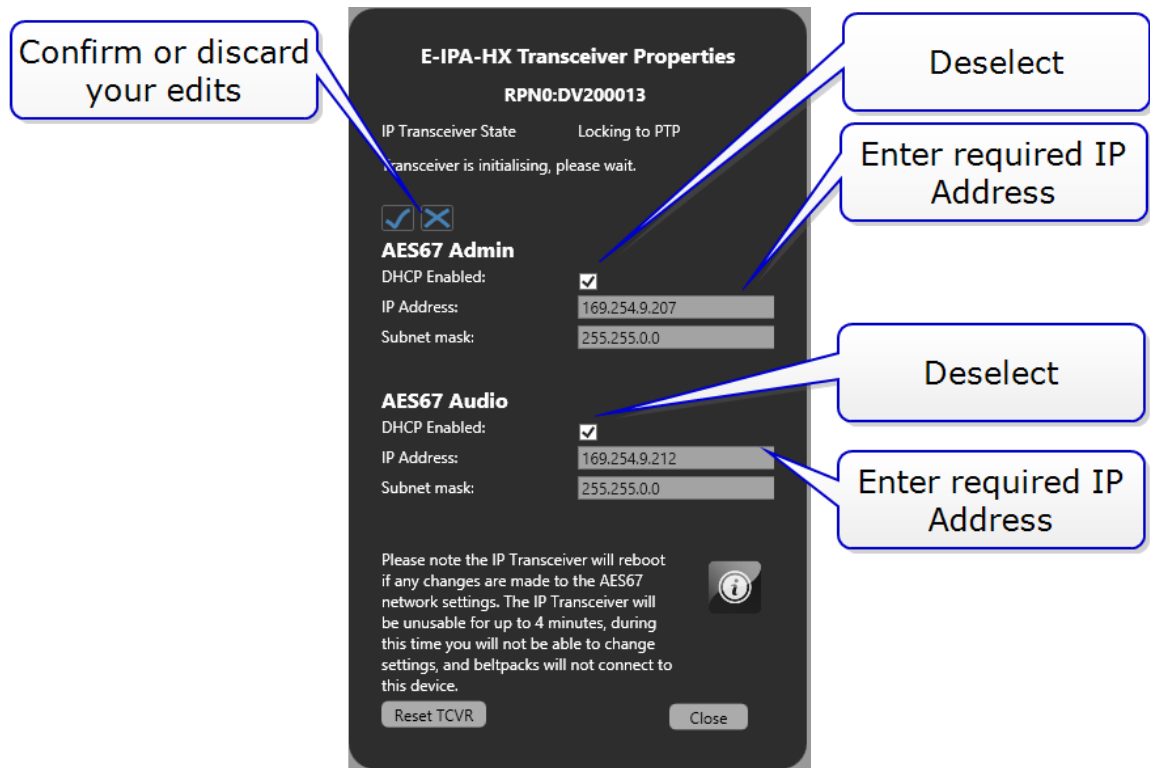 Confirm or discard
your edits
E-IPA-HX Transceiver Properties
RPN0:DV200013
IP Transceiver State Locking to PTP
Transceiver is initialising, please wait.
AES67 Admin
DHCP Enabled:
IP Address: 169.254.9.207
Subnet mask: 255.255.0.0
AES67 Audio
DHCP Enabled:
IP Address: 169.254.9.212
Subnet mask: 255.255.0.0
Please note the IP Transceiver will reboot
if any changes are made to the AES67
network settings. The IP Transceiver will
be unusable for up to 4 minutes, during
this time you will not be able to change
settings, and beltpacks will not connect to
this device.
Reset TCVR Close
Deselect
Enter required IP
Address
Deselect
Enter required IP
Address